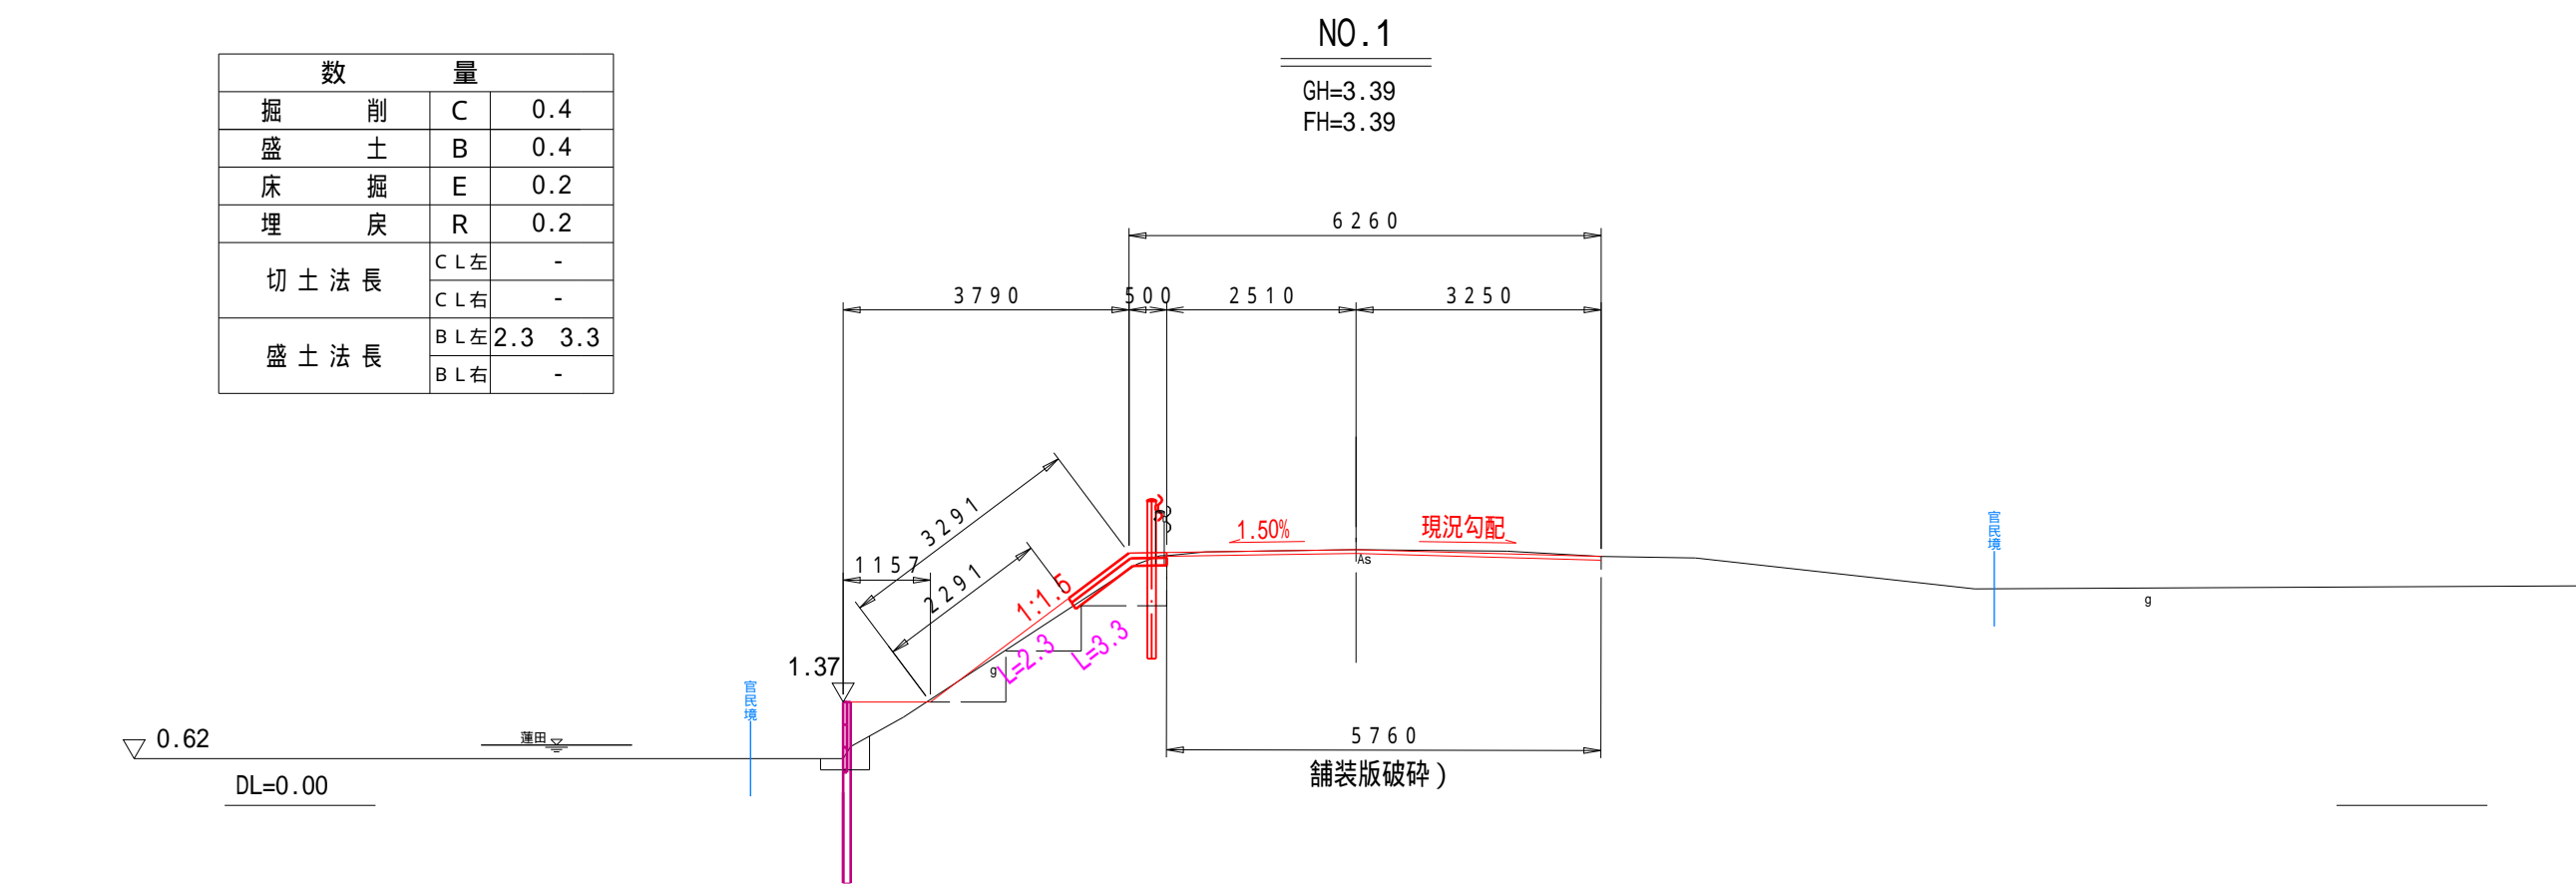 NO.1
GH=3.39
FH=3.39
数 量
掘 削 C 0.4
盛 土 B 0.4
床 掘 E 0.2
埋 戻 R 0.2
切土法長 CL左 -
CL右 -
盛土法長 BL左 2.3 3.3
BL右 -
6260
3790 500 2510 3250
3291
2291
1157
1:1.5
1.50%
現況勾配
As
官民境
g
L=2.3
L=3.3
g
1.37
官民境
0.62
蓮田
DL=0.00
5760
舗装版破砕)